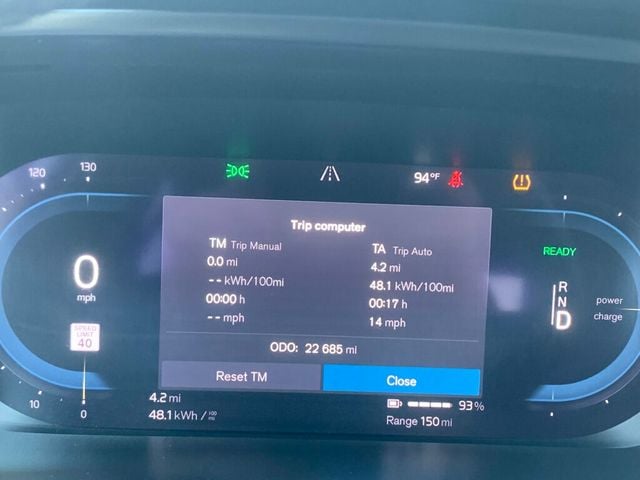 120 130
94°F
Trip computer
TM Trip Manual
0.0 mi
-- kWh/100mi
00:00 h
-- mph
TA Trip Auto
4.2 mi
48.1 kWh/100mi
00:17 h
14 mph
ODO: 22 685 mi
Reset TM
Close
0
mph
SPEED
LIMIT
40
10
0
READY
R
N
D
power
charge
4.2 mi
48.1 kWh/100 mi
93%
Range 150 mi